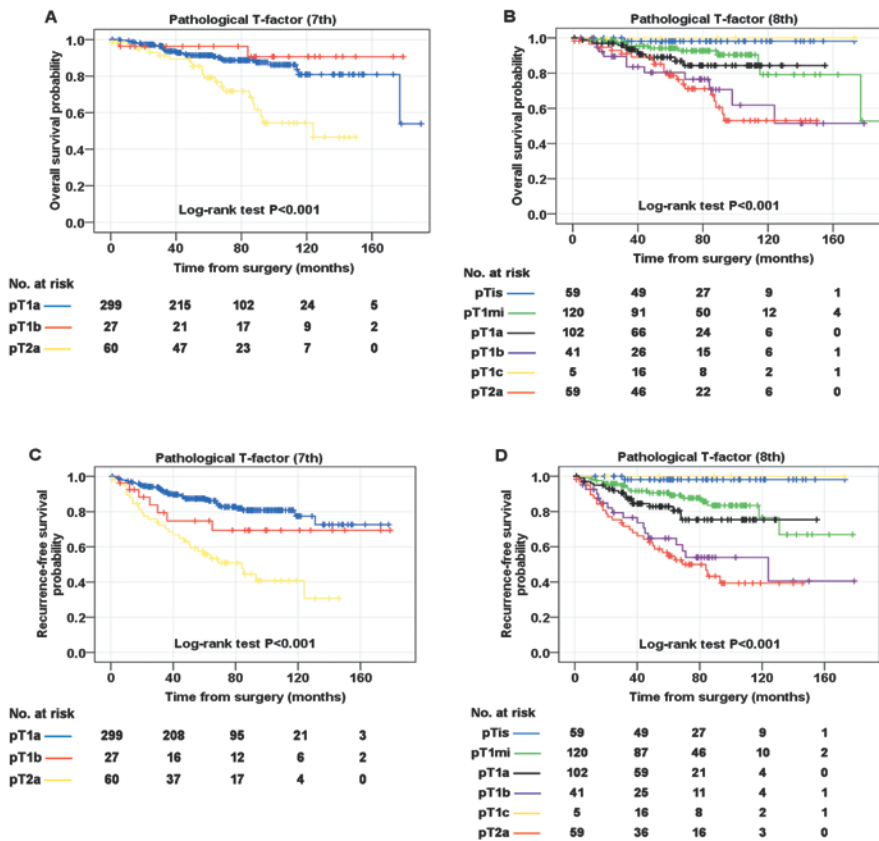 A
Pathological T-factor (7th)
Overall survival probability
1.0
0.8
0.6
0.4
0.2
0.0
Log-rank test P<0.001
0 40 80 120 160
Time from surgery (months)
No. at risk
pT1a 299 215 102 24 5
pT1b 27 21 17 9 2
pT2a 60 47 23 7 0
B
Pathological T-factor (8th)
Overall survival probability
1.0
0.8
0.6
0.4
0.2
0.0
Log-rank test P<0.001
0 40 80 120 160
Time from surgery (months)
No. at risk
pTis 59 49 27 9 1
pT1mi 120 91 50 12 4
pT1a 102 66 24 6 0
pT1b 41 26 15 6 1
pT1c 5 16 8 2 1
pT2a 59 46 22 6 0
C
Pathological T-factor (7th)
Recurrence-free survival
probability
1.0
0.8
0.6
0.4
0.2
0.0
Log-rank test P<0.001
0 40 80 120 160
Time from surgery (months)
No. at risk
pT1a 299 208 95 21 3
pT1b 27 16 12 6 2
pT2a 60 37 17 4 0
D
Pathological T-factor (8th)
Recurrence-free survival
probability
1.0
0.8
0.6
0.4
0.2
0.0
Log-rank test P<0.001
0 40 80 120 160
Time from surgery (months)
No. at risk
pTis 59 49 27 9 1
pT1mi 120 87 46 10 2
pT1a 102 59 21 4 0
pT1b 41 25 11 4 1
pT1c 5 16 8 2 1
pT2a 59 36 16 3 0